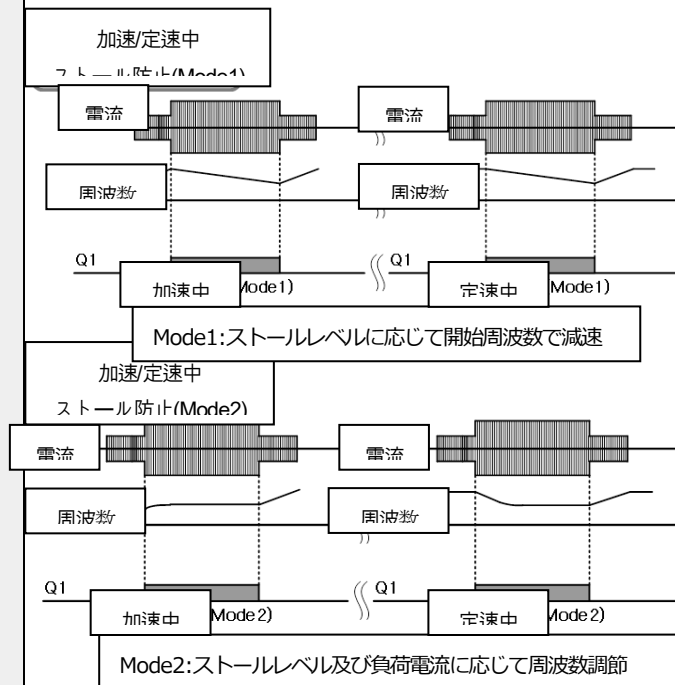 加速/定速中
ストール防止(Mode1)
電流
電流
周波数
周波数
Q1
Q1
加速中
Mode1)
定速中
Mode1)
Mode1:ストールレベルに応じて開始周波数で減速
加速/定速中
ストール防止(Mode2)
電流
電流
周波数
周波数
Q1
Q1
加速中
Mode2)
定速中
Mode2)
Mode2:ストールレベル及び負荷電流に応じて周波数調節